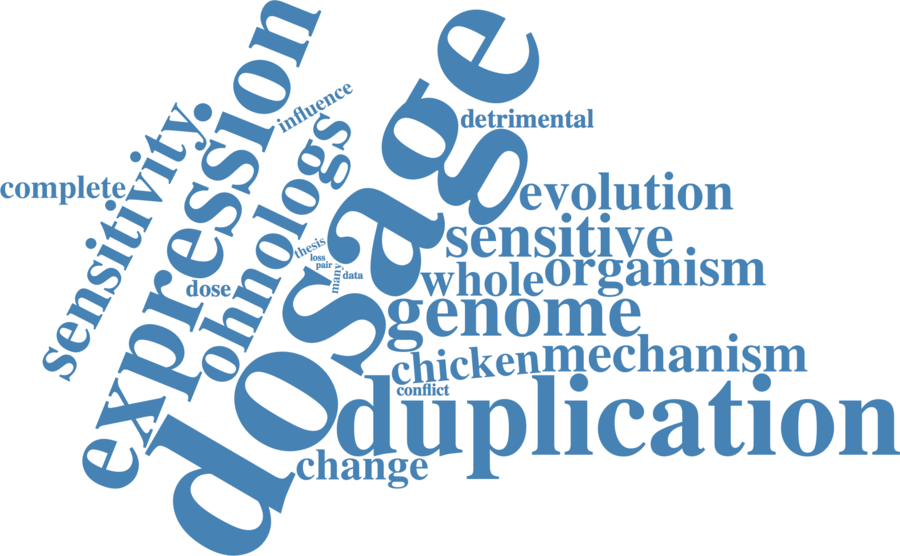 dosage
expression
duplication
sensitivity
ohnologs
influence
complete
dose
detrimental
evolution
sensitive
whole
organism
genome
chicken
mechanism
conflict
change
thesis
loss
pair
many
data